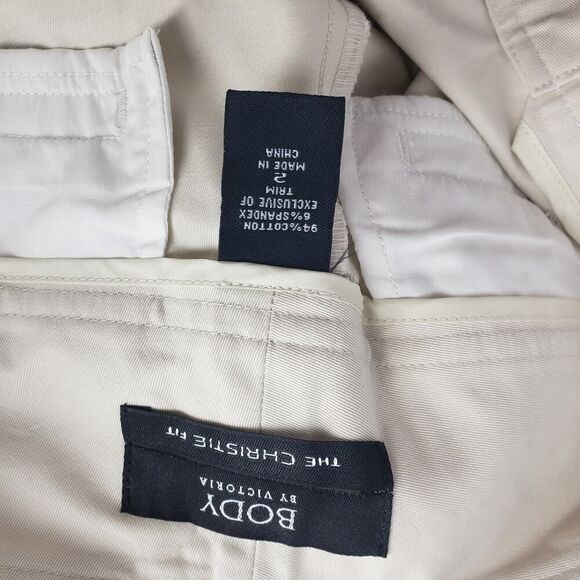 94% COTTON
6% SPANDEX
EXCLUSIVE OF
TRIM
2
MADE IN
CHINA
BODY
BY VICTORIA
THE CHRISTIE FIT